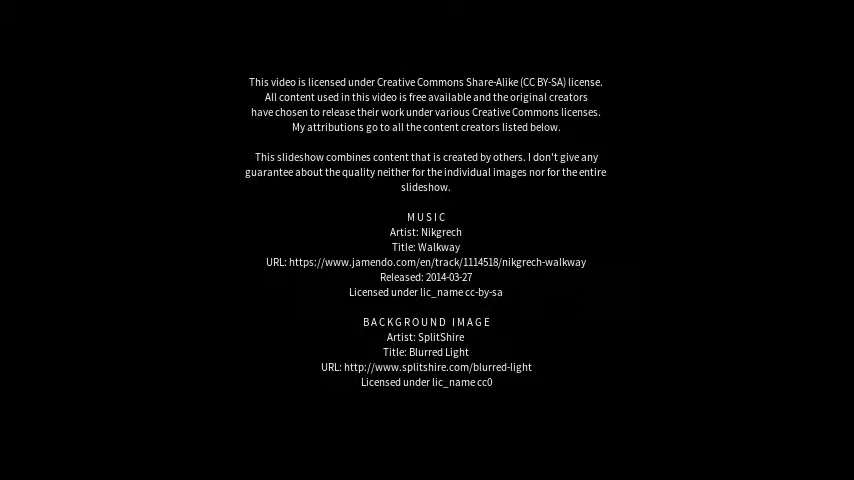 This video is licensed under Creative Commons Share-Alike (CC BY-SA) license.
All content used in this video is free available and the original creators
have chosen to release their work under various Creative Commons licenses.
My attributions go to all the content creators listed below.
This slideshow combines content that is created by others. I don't give any
guarantee about the quality neither for the individual images nor for the entire
slideshow.
MUSIC
Artist: Nikgrech
Title: Walkway
URL: https://www.jamendo.com/en/track/1114518/nikgrech-walkway
Released: 2014-03-27
Licensed under lic_name cc-by-sa
BACKGROUND IMAGE
Artist: SplitShire
Title: Blurred Light
URL: http://www.splitshire.com/blurred-light
Licensed under lic_name cc0